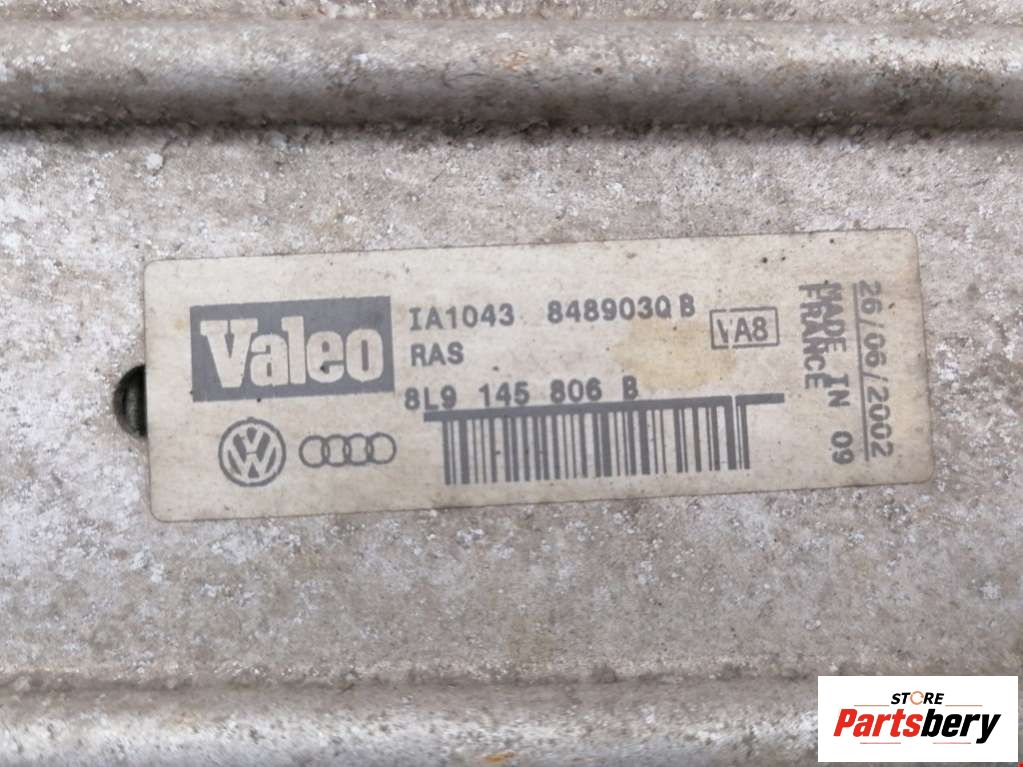 Valeo
IA1043 848903Q B
VA8
RAS
8L9 145 806 B
MADE IN 09
FRANCE
26/06/2002
STORE
Partsbery